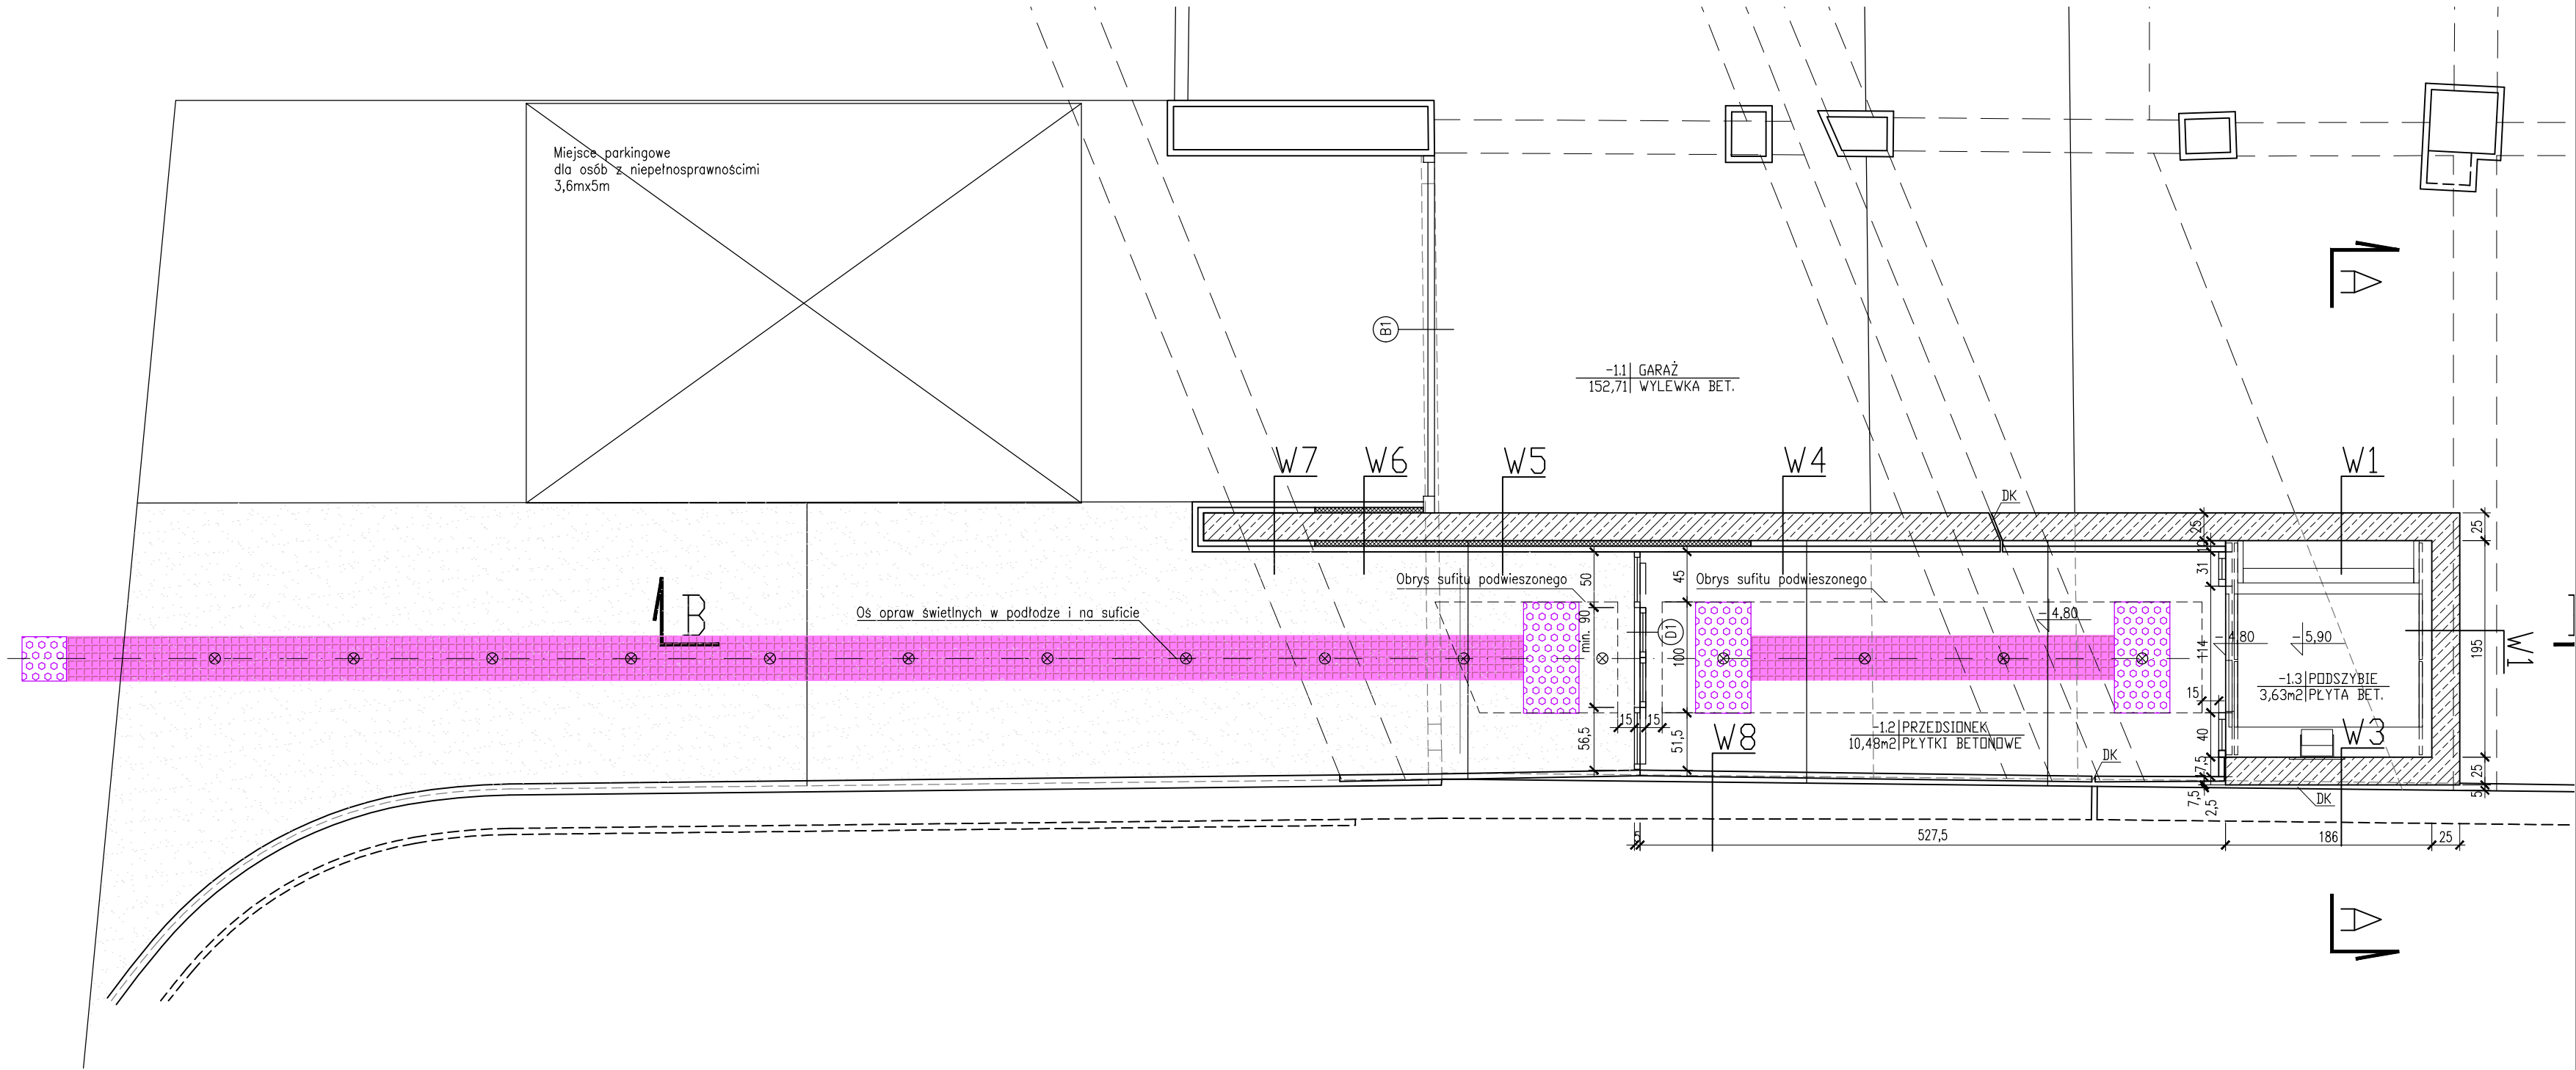 Miejsce parkingowe
dla osób z niepełnosprawnościmi
3,6mx5m
A
B1
-1.1 GARAŻ
152,71 WYLEWKA BET.
W7
W6
W5
W4
W1
DK
25
25
10
31
50
45
Obrys sufitu podwieszonego
Obrys sufitu podwieszonego
Oś opraw świetlnych w podłodze i na suficie
B
min. 90
D1
100
-4,80
-4,80
-5,90
114
195
W1
-1.3 PODSZYBIE
3,63m2 PŁYTA BET.
15
15
15
56,5
51,5
W8
-1.2 PRZEDSIONEK
10,48m2 PŁYTKI BETONOWE
40
W3
DK
27,5
25
7,5
2,5
DK
5
5
527,5
186
25
A